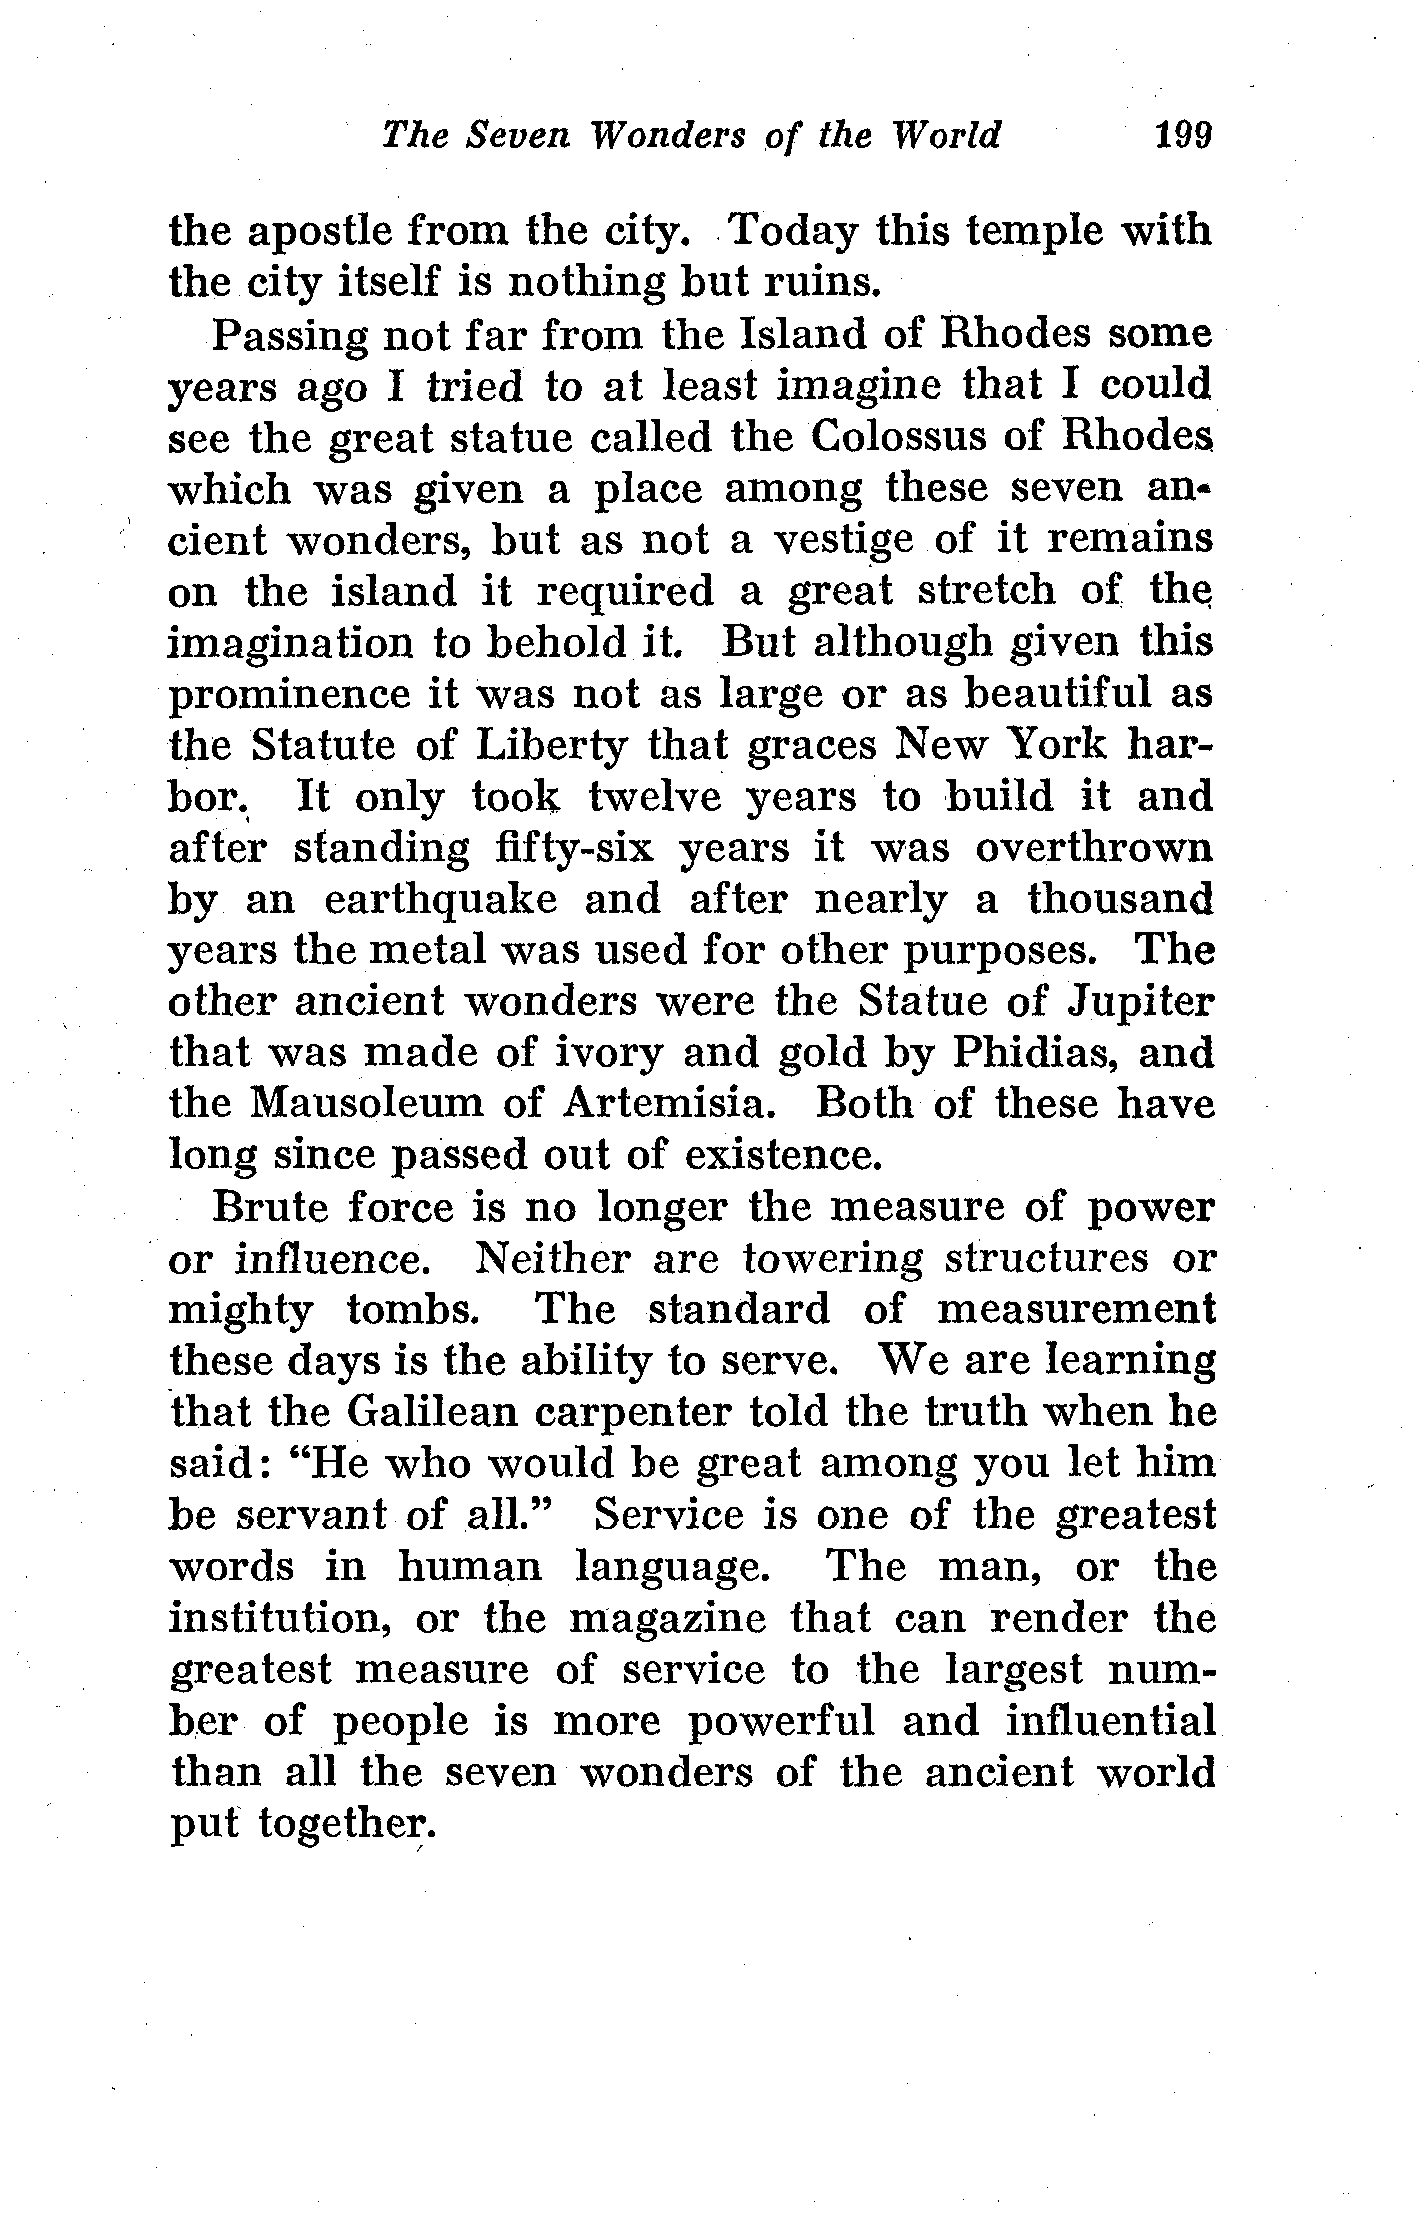 The Seven Wonders of the World 199
the apostle from the city. Today this temple with
the city itself is nothing but ruins.
Passing not far from the Island of Rhodes some
years ago I tried to at least imagine that I could
see the great statue called the Colossus of Rhodes
which was given a place among these seven an-
cient wonders, but as not a vestige of it remains
on the island it required a great stretch of the
imagination to behold it. But although given this
prominence it was not as large or as beautiful as
the Statute of Liberty that graces New York har-
bor. It only took twelve years to build it and
after standing fifty-six years it was overthrown
by an earthquake and after nearly a thousand
years the metal was used for other purposes. The
other ancient wonders were the Statue of Jupiter
that was made of ivory and gold by Phidias, and
the Mausoleum of Artemisia. Both of these have
long since passed out of existence.
Brute force is no longer the measure of power
or influence. Neither are towering structures or
mighty tombs. The standard of measurement
these days is the ability to serve. We are learning
that the Galilean carpenter told the truth when he
said: “He who would be great among you let him
be servant of all.” Service is one of the greatest
words in human language. The man, or the
institution, or the magazine that can render the
greatest measure of service to the largest num-
ber of people is more powerful and influential
than all the seven wonders of the ancient world
put together.